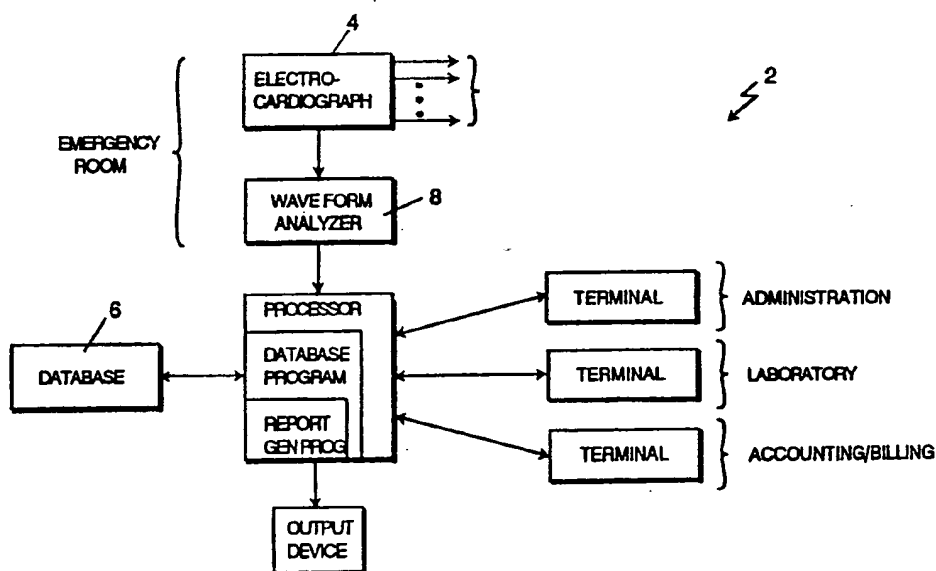 4
ELECTRO-
CARDIOGRAPH
2
EMERGENCY
ROOM
WAVE FORM
ANALYZER
8
PROCESSOR
TERMINAL
ADMINISTRATION
6
DATABASE
DATABASE
PROGRAM
TERMINAL
LABORATORY
REPORT
GEN PROG
TERMINAL
ACCOUNTING/BILLING
OUTPUT
DEVICE